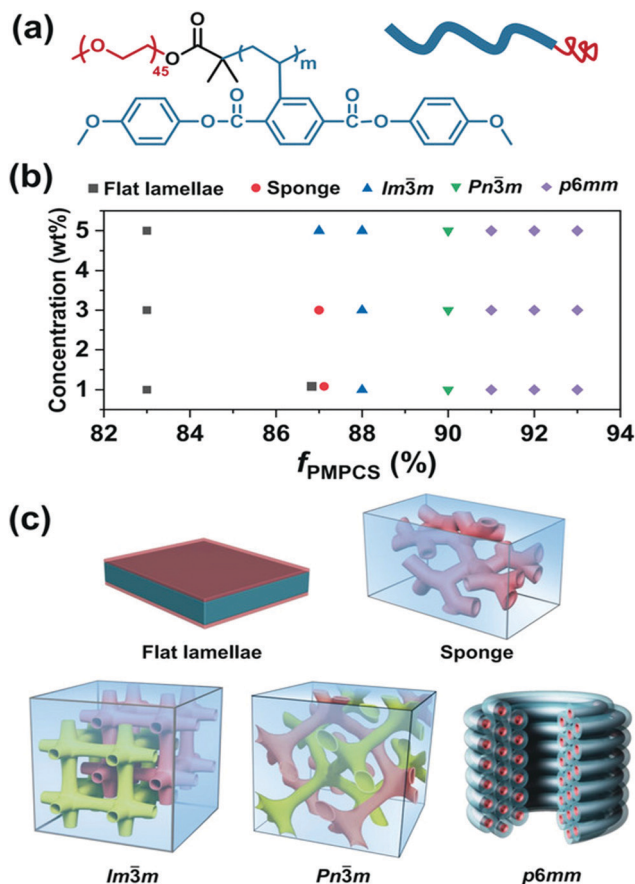 (a)
O
45
O
O
m
O
O
O
C
O
C
O
O
O
(b)
Flat lamellae Sponge Im3̄m Pn3̄m p6mm
Concentration (wt%)
5
4
3
2
1
82 84 86 88 90 92 94
fPMPCS (%)
(c)
Flat lamellae Sponge
Im3̄m Pn3̄m p6mm